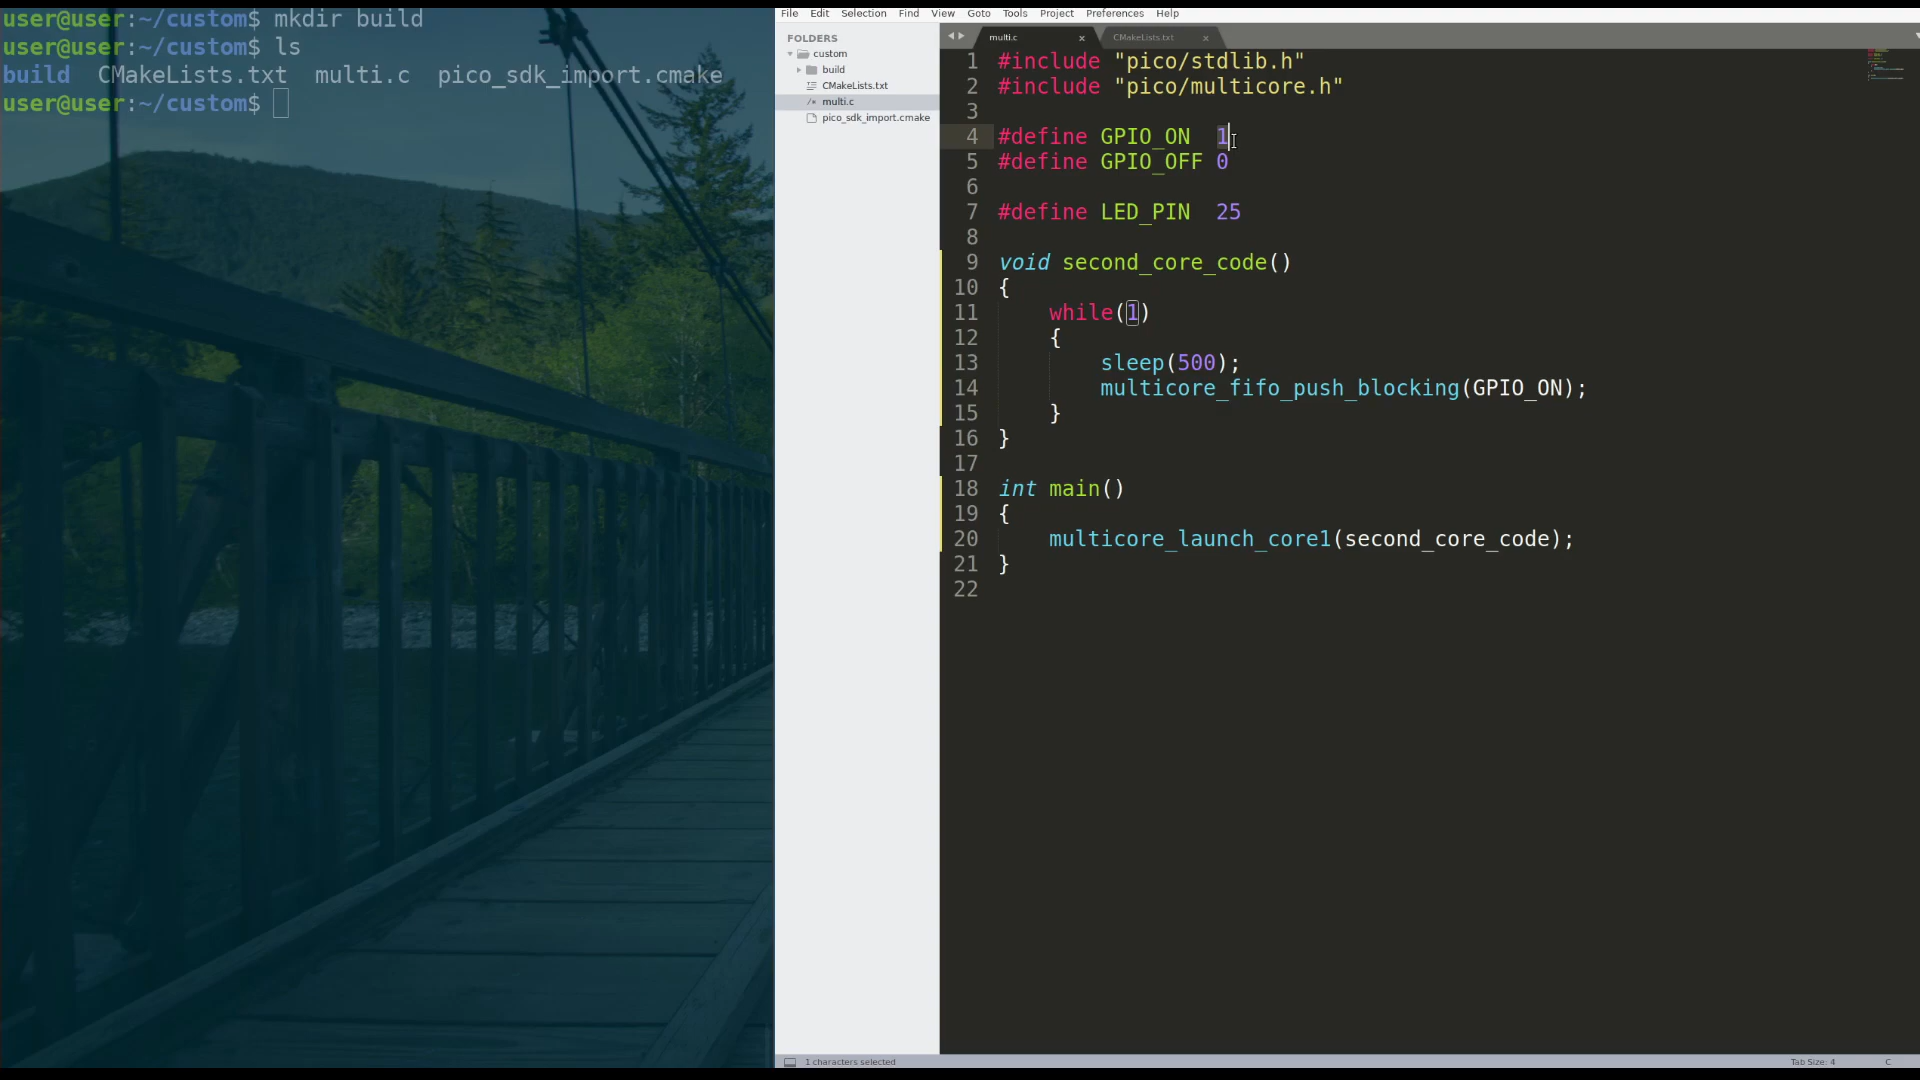 user@user:~/custom$ mkdir build
user@user:~/custom$ ls
build  CMakeLists.txt  multi.c  pico_sdk_import.cmake
user@user:~/custom$
File Edit Selection Find View Goto Tools Project Preferences Help
FOLDERS
custom
build
CMakeLists.txt
multi.c
pico_sdk_import.cmake
multi.c × CMakeLists.txt ×
1 #include "pico/stdlib.h"
2 #include "pico/multicore.h"
3
4 #define GPIO_ON  1
5 #define GPIO_OFF 0
6
7 #define LED_PIN  25
8
9 void second_core_code()
10 {
11     while(1)
12     {
13         sleep(500);
14         multicore_fifo_push_blocking(GPIO_ON);
15     }
16 }
17
18 int main()
19 {
20     multicore_launch_core1(second_core_code);
21 }
22
1 characters selected
Tab Size: 4
C